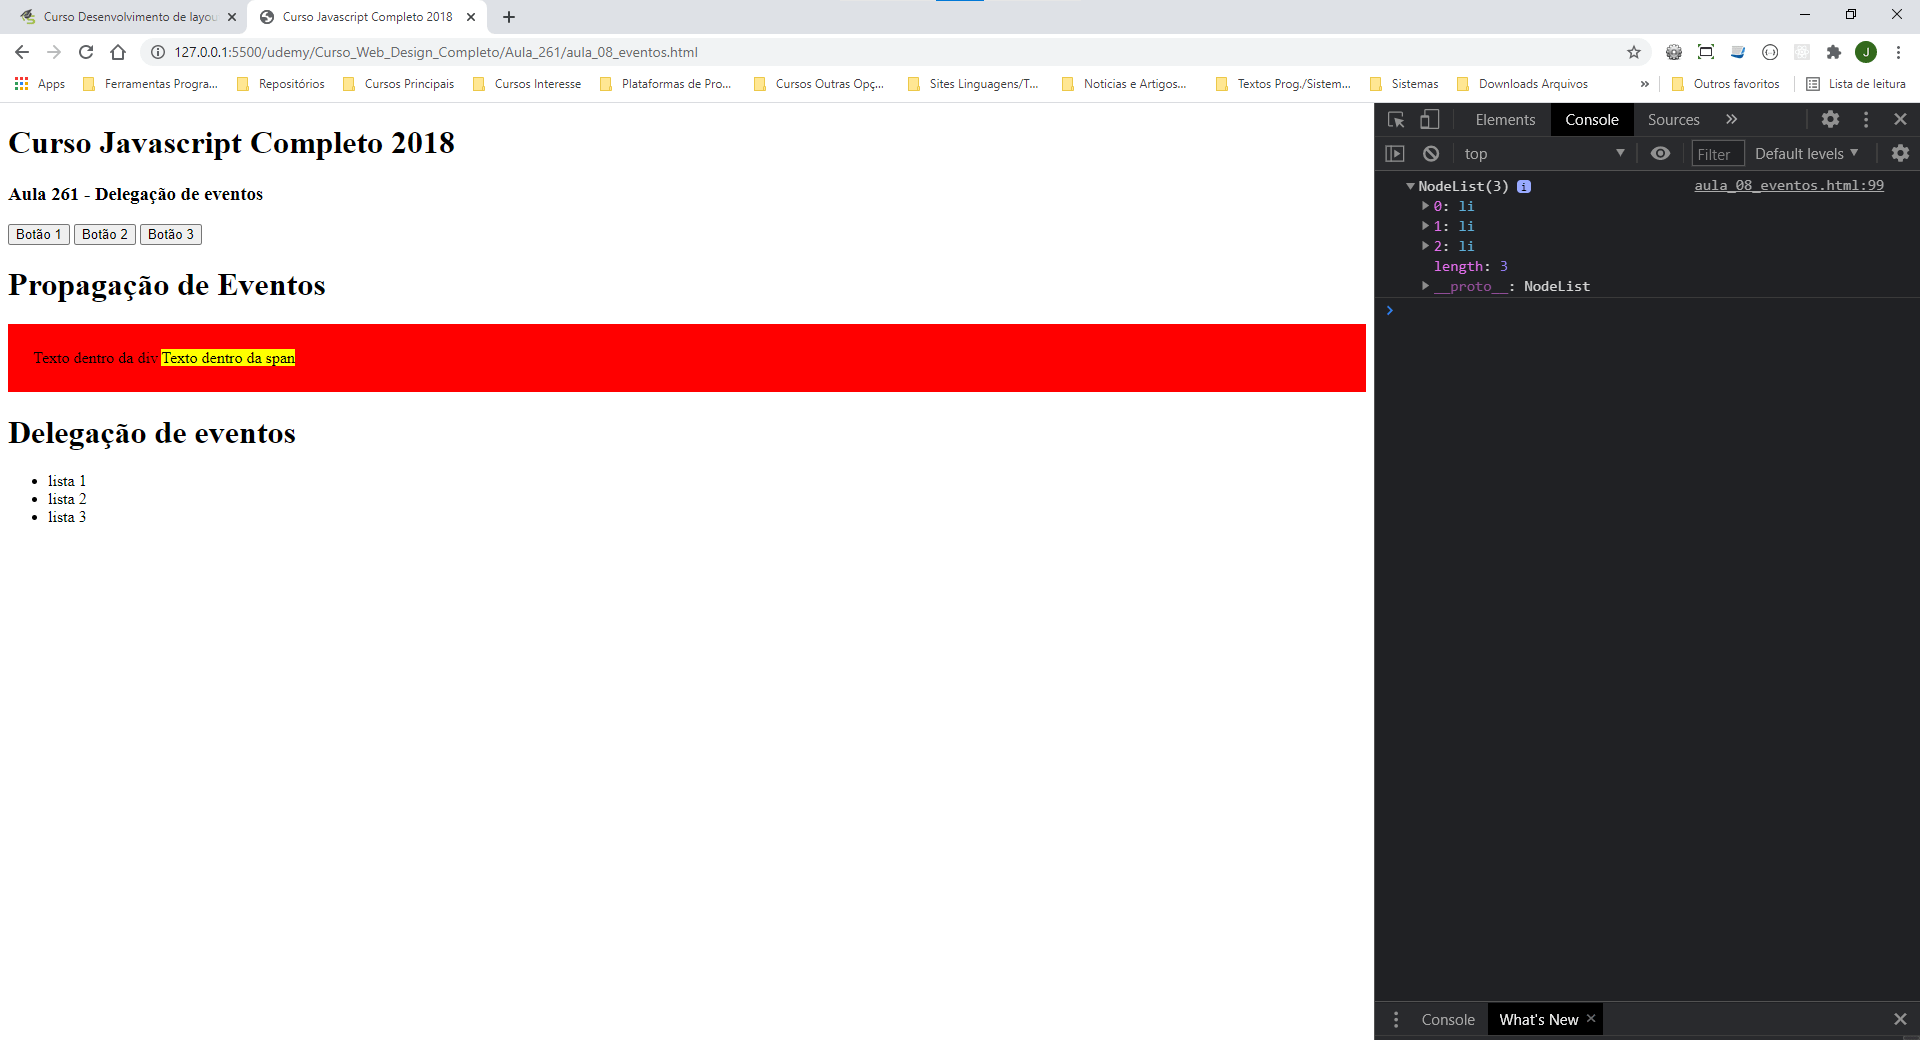 Curso Desenvolvimento de layou
Curso Javascript Completo 2018
127.0.0.1:5500/udemy/Curso_Web_Design_Completo/Aula_261/aula_08_eventos.html
J
Apps Ferramentas Progra... Repositórios Cursos Principais Cursos Interesse Plataformas de Pro... Cursos Outras Opç... Sites Linguagens/T... Noticias e Artigos... Textos Prog./Sistem... Sistemas Downloads Arquivos » Outros favoritos Lista de leitura
Curso Javascript Completo 2018
Aula 261 - Delegação de eventos
Botão 1 Botão 2 Botão 3
Propagação de Eventos
Texto dentro da div Texto dentro da span
Delegação de eventos
lista 1
lista 2
lista 3
Elements Console Sources »
top Filter Default levels
NodeList(3) i aula_08_eventos.html:99
0: li
1: li
2: li
length: 3
__proto__: NodeList
Console What's New